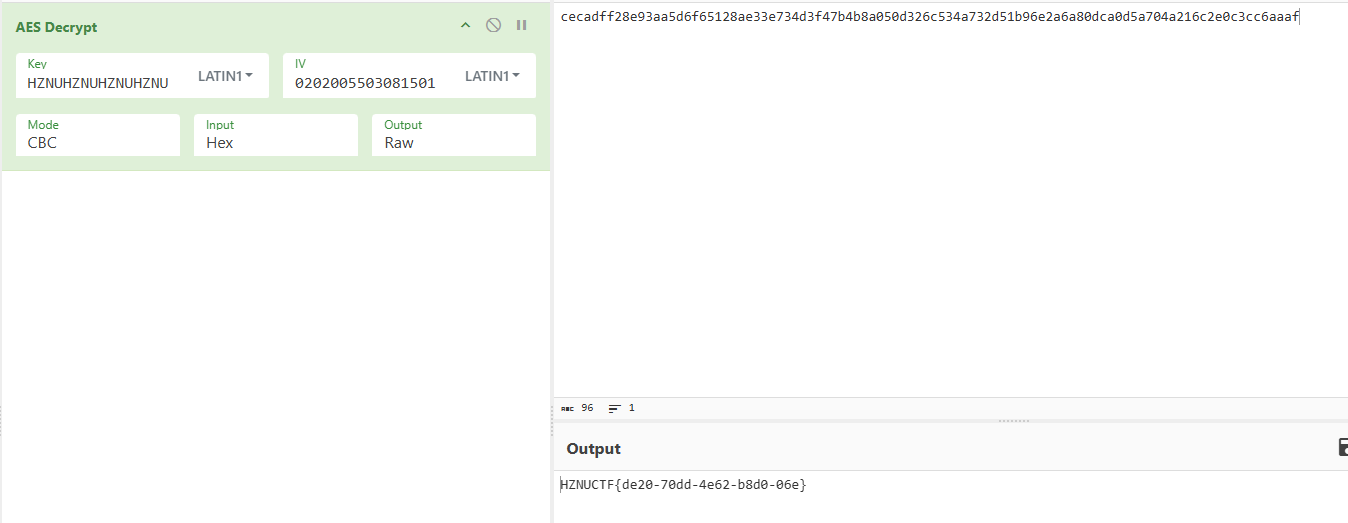 AES Decrypt
Key
HZNUHZNUHZNUHZNU
LATIN1
IV
0202005503081501
LATIN1
Mode
CBC
Input
Hex
Output
Raw
cecadff28e93aa5d6f65128ae33e734d3f47b4b8a050d326c534a732d51b96e2a6a80dca0d5a704a216c2e0c3cc6aaaf
ABC 96
1
Output
HZNUCTF{de20-70dd-4e62-b8d0-06e}